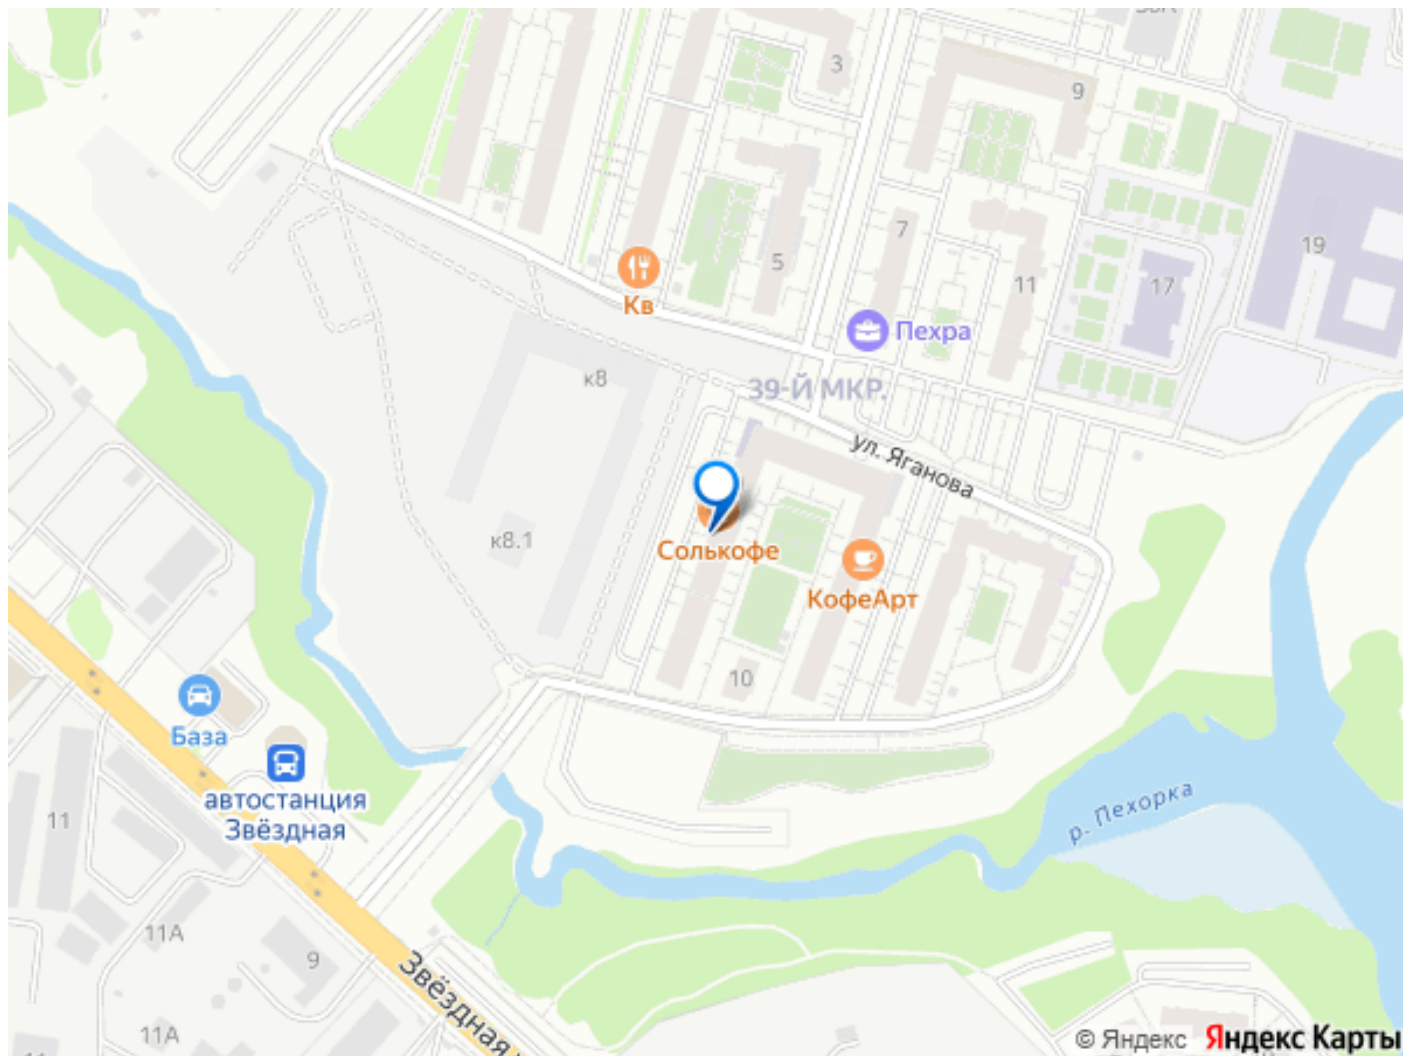 3
9
7
5
11
17
19
Кв
Пехра
к8
39-Й МКР.
ул. Яганова
к8.1
Солькофе
КофеАрт
10
База
автостанция
Звёздная
11
р. Пехорка
11А
9
Звёздная
11А
© Яндекс Яндекс Карты